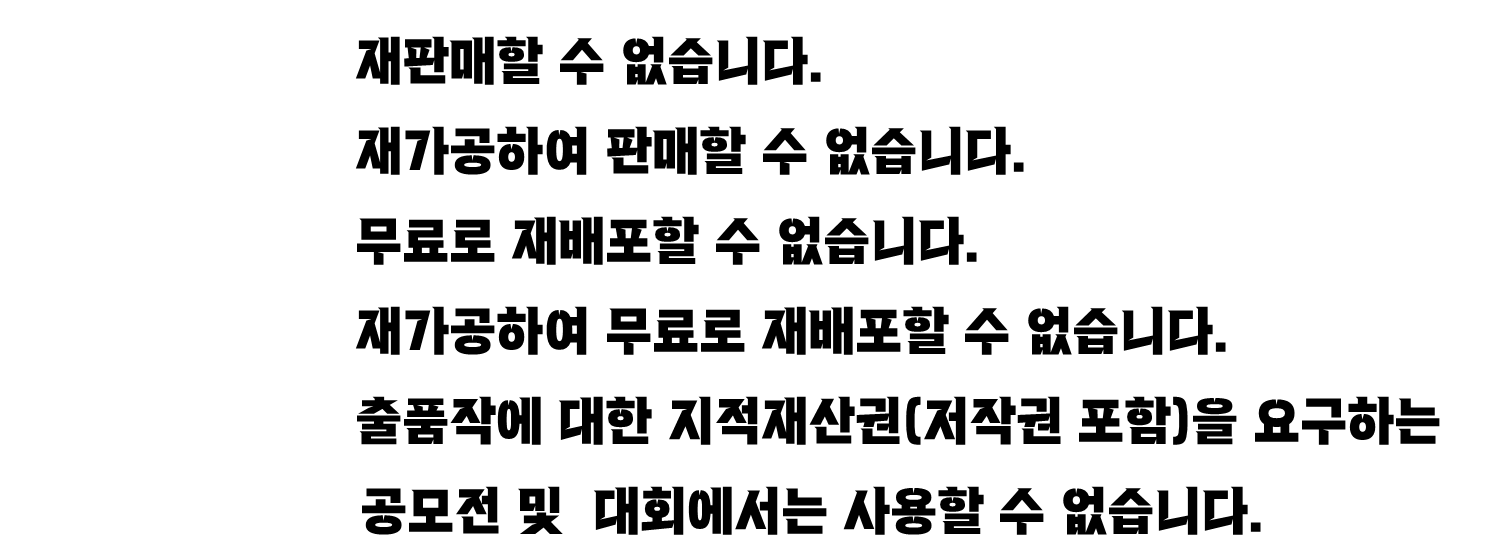 재판매할 수 없습니다.
재가공하여 판매할 수 없습니다.
무료로 재배포할 수 없습니다.
재가공하여 무료로 재배포할 수 없습니다.
출품작에 대한 지적재산권(저작권 포함)을 요구하는
공모전 및  대회에서는 사용할 수 없습니다.